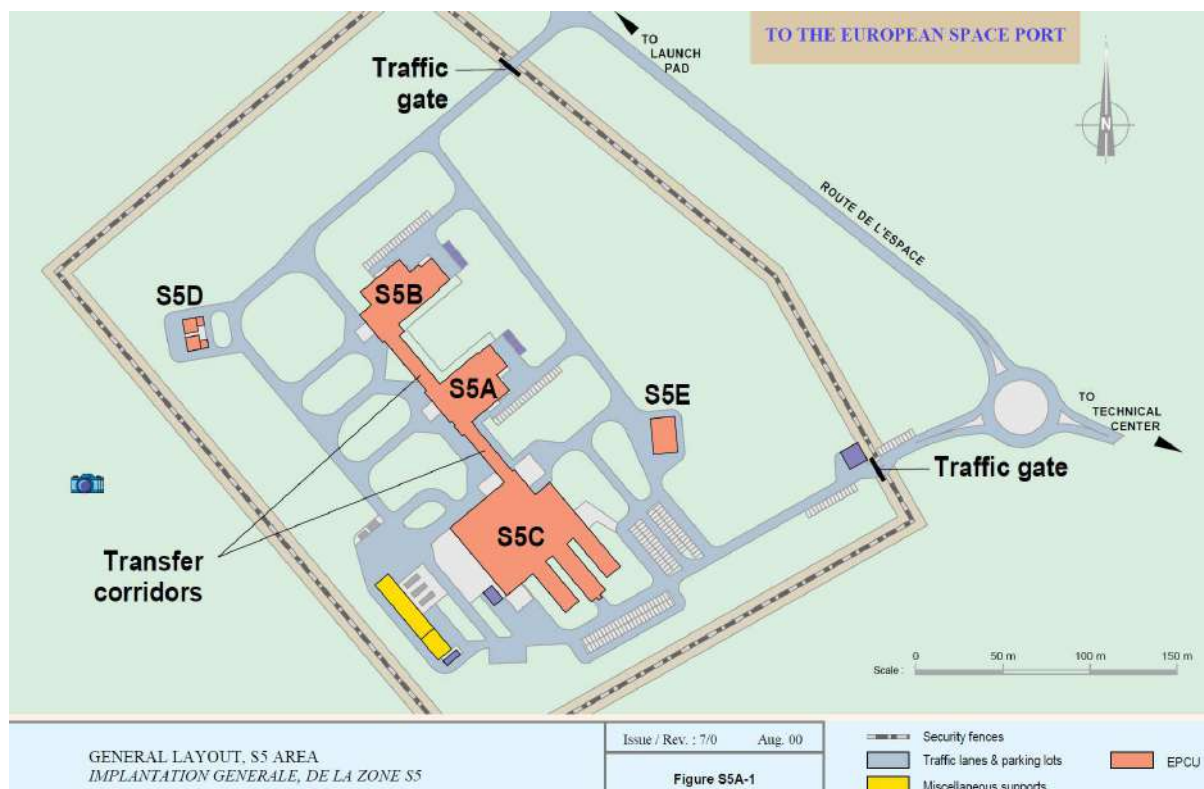 TO THE EUROPEAN SPACE PORT
TO
LAUNCH
PAD
Traffic
gate
N
ROUTE DE L'ESPACE
S5D
S5B
S5A
S5E
TO
TECHNICAL
CENTER
Traffic gate
S5C
Transfer
corridors
Scale :
0
50 m
100 m
150 m
GENERAL LAYOUT, S5 AREA
IMPLANTATION GENERALE, DE LA ZONE S5
Issue / Rev. : 7/0 Aug. 00
Figure S5A-1
Security fences
Traffic lanes & parking lots
EPCU
Miscellaneous supports